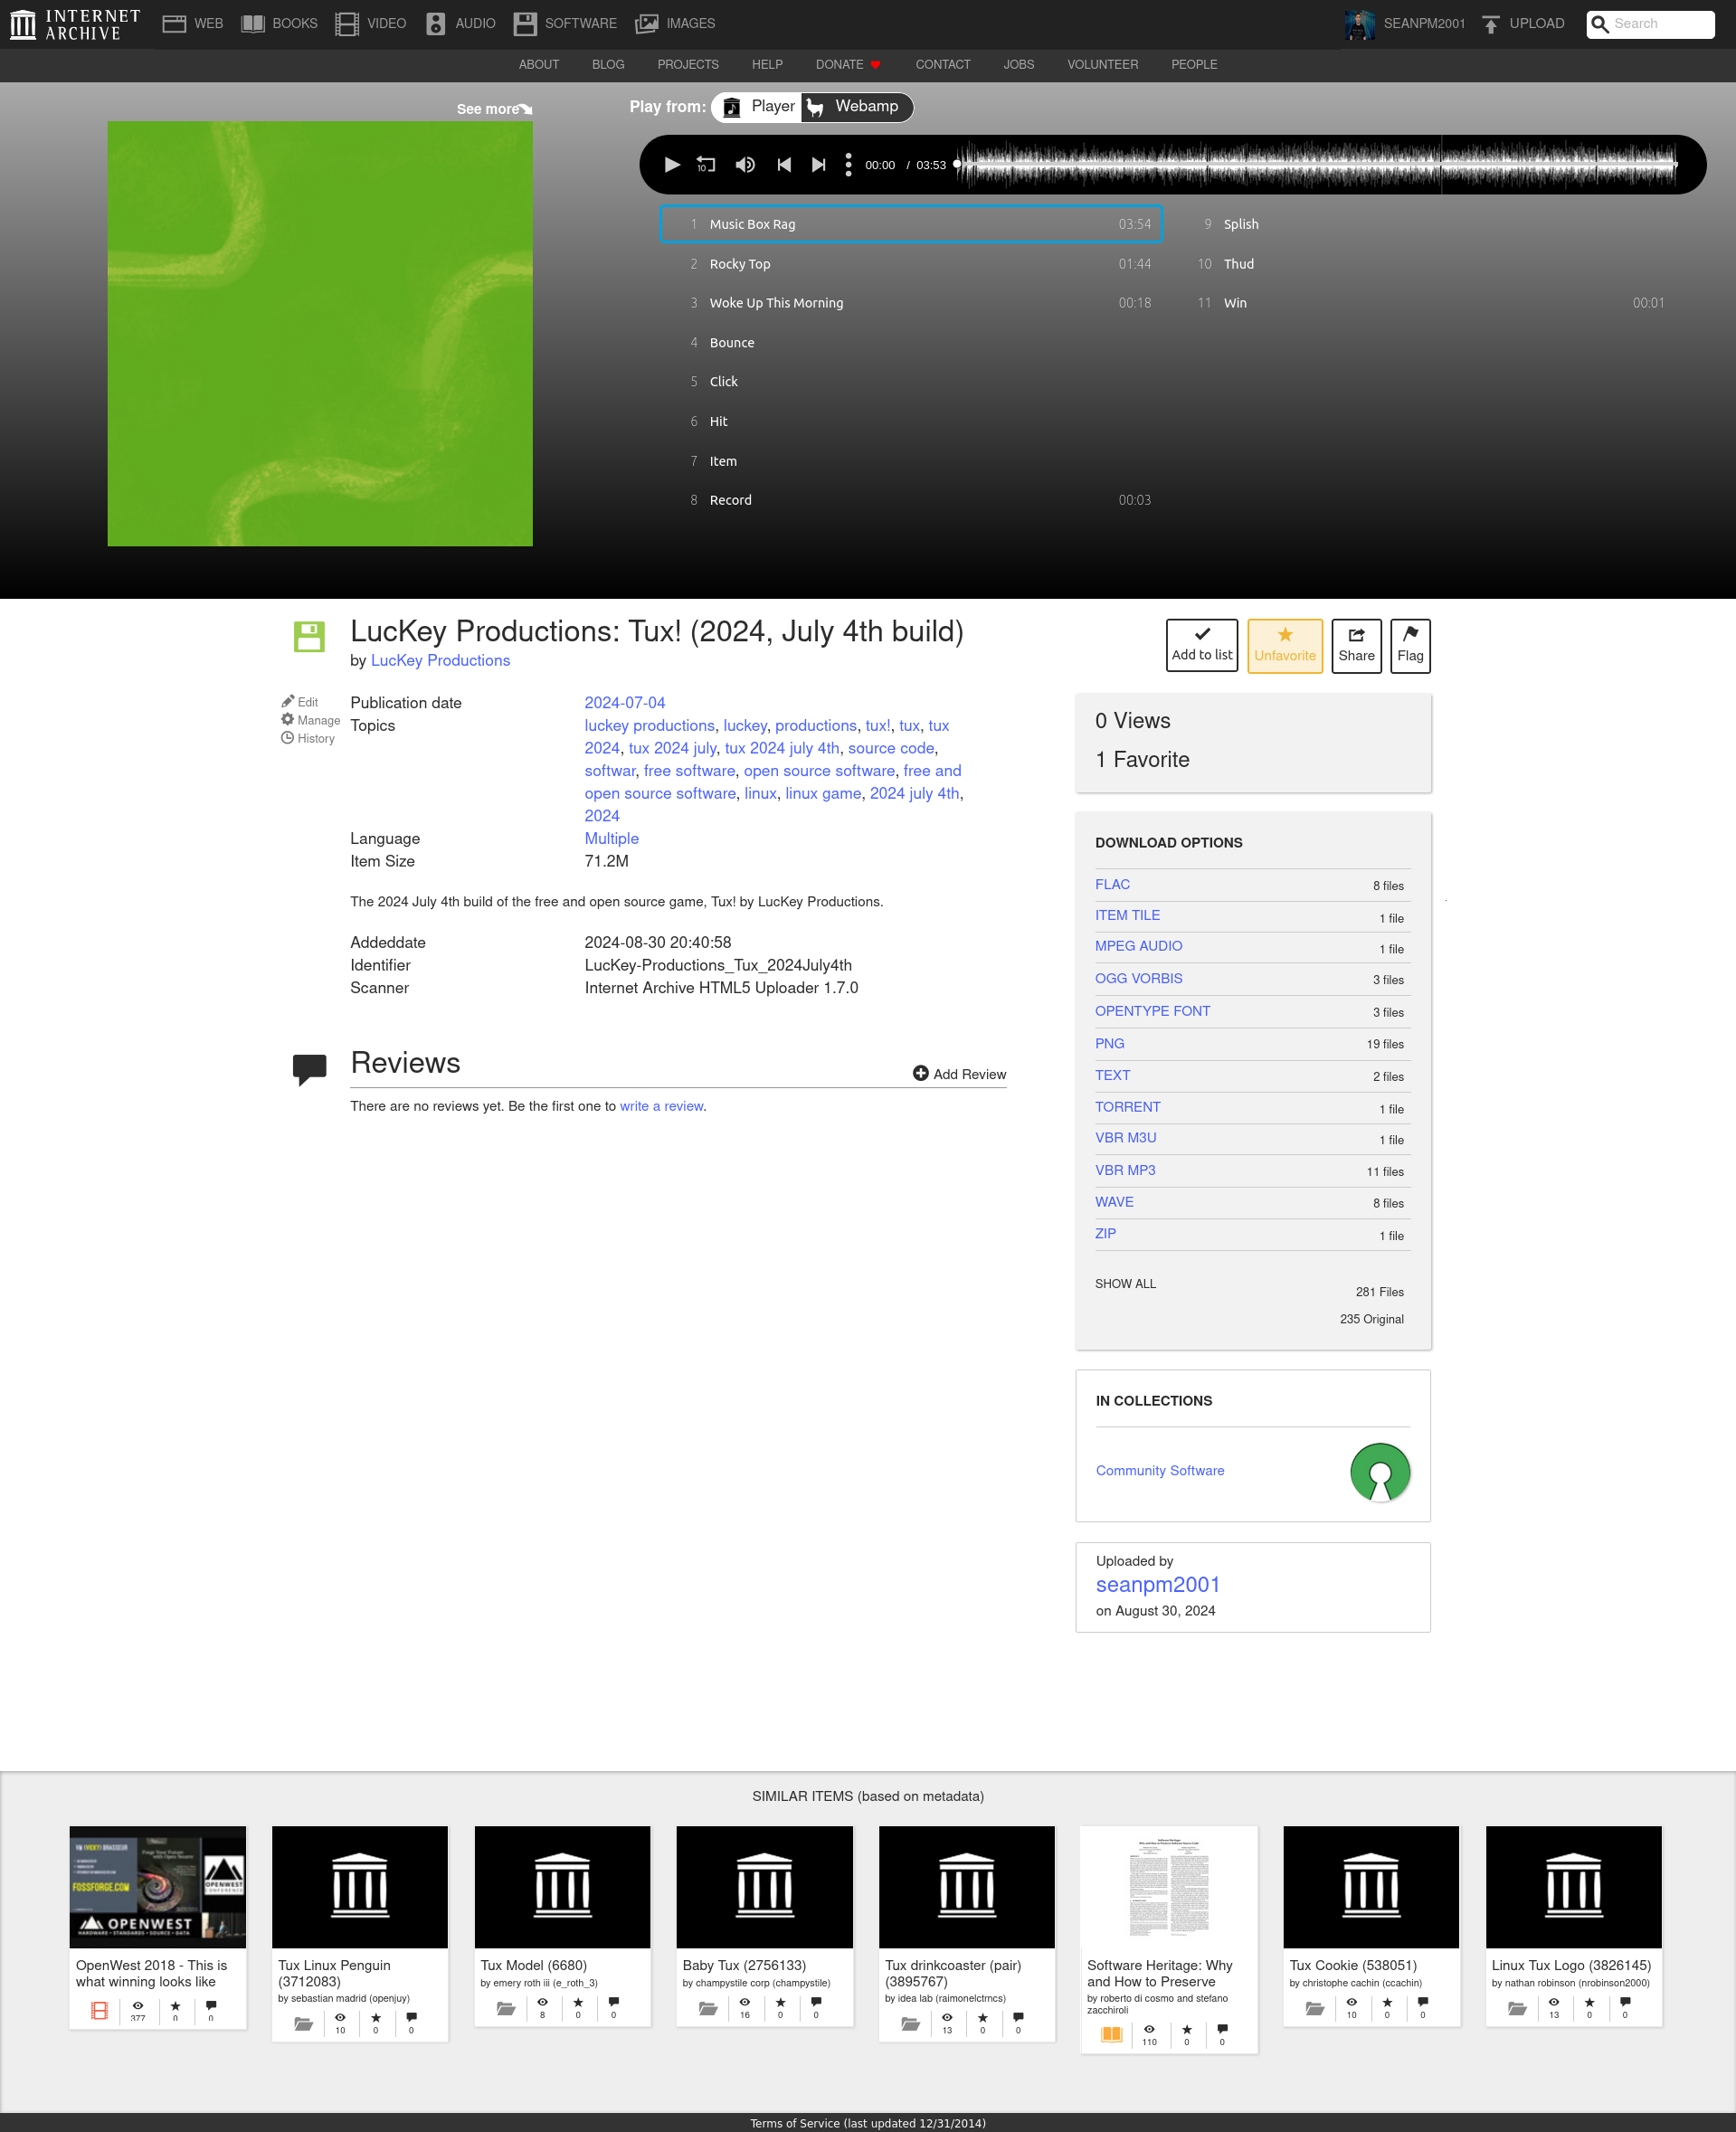 INTERNET ARCHIVE
WEB BOOKS VIDEO AUDIO SOFTWARE IMAGES SEANPM2001 UPLOAD Search
ABOUT BLOG PROJECTS HELP DONATE CONTACT JOBS VOLUNTEER PEOPLE
See more
Play from: Player Webamp
10 00:00 / 03:53
1 Music Box Rag 03:54
2 Rocky Top 01:44
3 Woke Up This Morning 00:18
4 Bounce
5 Click
6 Hit
7 Item
8 Record 00:03
9 Splish
10 Thud
11 Win 00:01
LucKey Productions: Tux! (2024, July 4th build)
by LucKey Productions
Add to list Unfavorite Share Flag
Edit
Manage
History
Publication date 2024-07-04
Topics luckey productions, luckey, productions, tux!, tux, tux
2024, tux 2024 july, tux 2024 july 4th, source code,
softwar, free software, open source software, free and
open source software, linux, linux game, 2024 july 4th,
2024
Language Multiple
Item Size 71.2M
The 2024 July 4th build of the free and open source game, Tux! by LucKey Productions.
Addeddate 2024-08-30 20:40:58
Identifier LucKey-Productions_Tux_2024July4th
Scanner Internet Archive HTML5 Uploader 1.7.0
Reviews
Add Review
There are no reviews yet. Be the first one to write a review.
0 Views
1 Favorite
DOWNLOAD OPTIONS
FLAC 8 files
ITEM TILE 1 file
MPEG AUDIO 1 file
OGG VORBIS 3 files
OPENTYPE FONT 3 files
PNG 19 files
TEXT 2 files
TORRENT 1 file
VBR M3U 1 file
VBR MP3 11 files
WAVE 8 files
ZIP 1 file
SHOW ALL 281 Files
235 Original
IN COLLECTIONS
Community Software
Uploaded by
seanpm2001
on August 30, 2024
SIMILAR ITEMS (based on metadata)
FOSSFORGE.COM
OPENWEST
OpenWest 2018 - This is
what winning looks like
377 0 0
Tux Linux Penguin
(3712083)
by sebastian madrid (openjuy)
10 0 0
Tux Model (6680)
by emery roth iii (e_roth_3)
8 0 0
Baby Tux (2756133)
by champystile corp (champystile)
16 0 0
Tux drinkcoaster (pair)
(3895767)
by idea lab (raimonelctrncs)
13 0 0
Software Heritage: Why
and How to Preserve
by roberto di cosmo and stefano
zacchiroli
110 0 0
Tux Cookie (538051)
by christophe cachin (ccachin)
10 0 0
Linux Tux Logo (3826145)
by nathan robinson (nrobinson2000)
13 0 0
Terms of Service (last updated 12/31/2014)